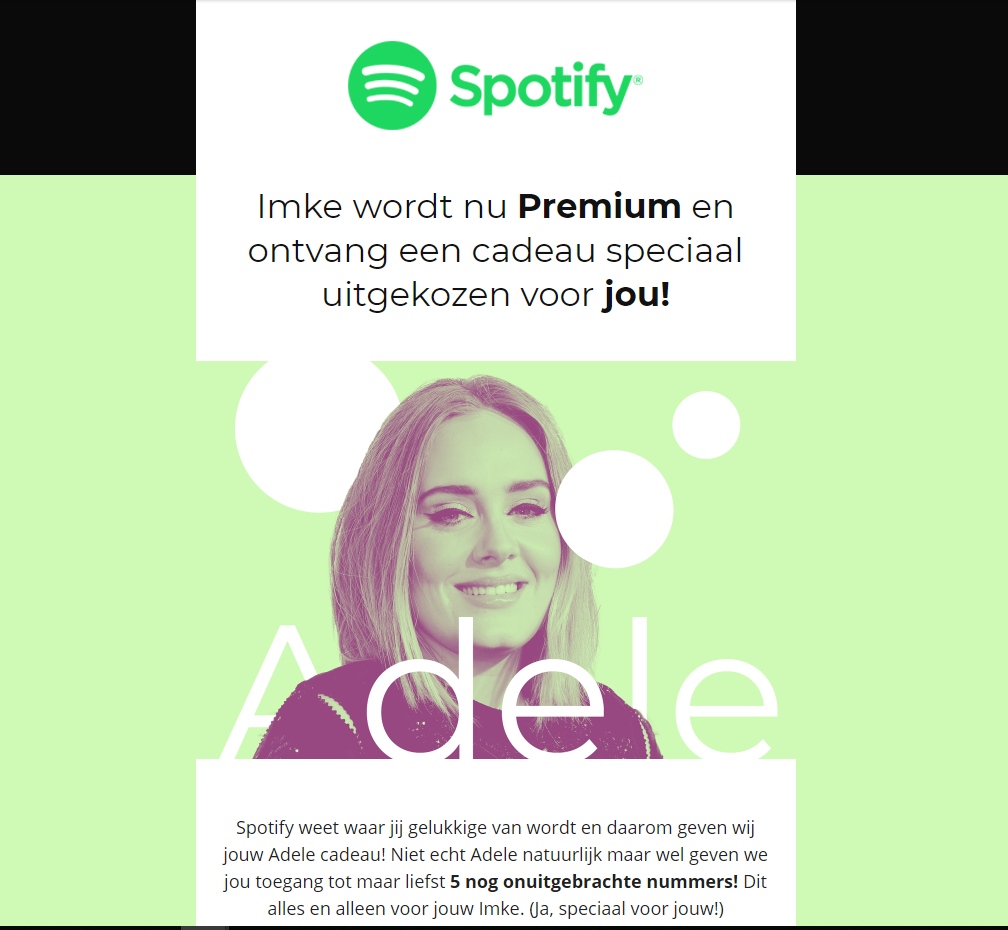 Spotify®
Imke wordt nu Premium en
ontvang een cadeau speciaal
uitgekozen voor jou!
Adele
Spotify weet waar jij gelukkige van wordt en daarom geven wij
jouw Adele cadeau! Niet echt Adele natuurlijk maar wel geven we
jou toegang tot maar liefst 5 nog onuitgebrachte nummers! Dit
alles en alleen voor jouw Imke. (Ja, speciaal voor jouw!)